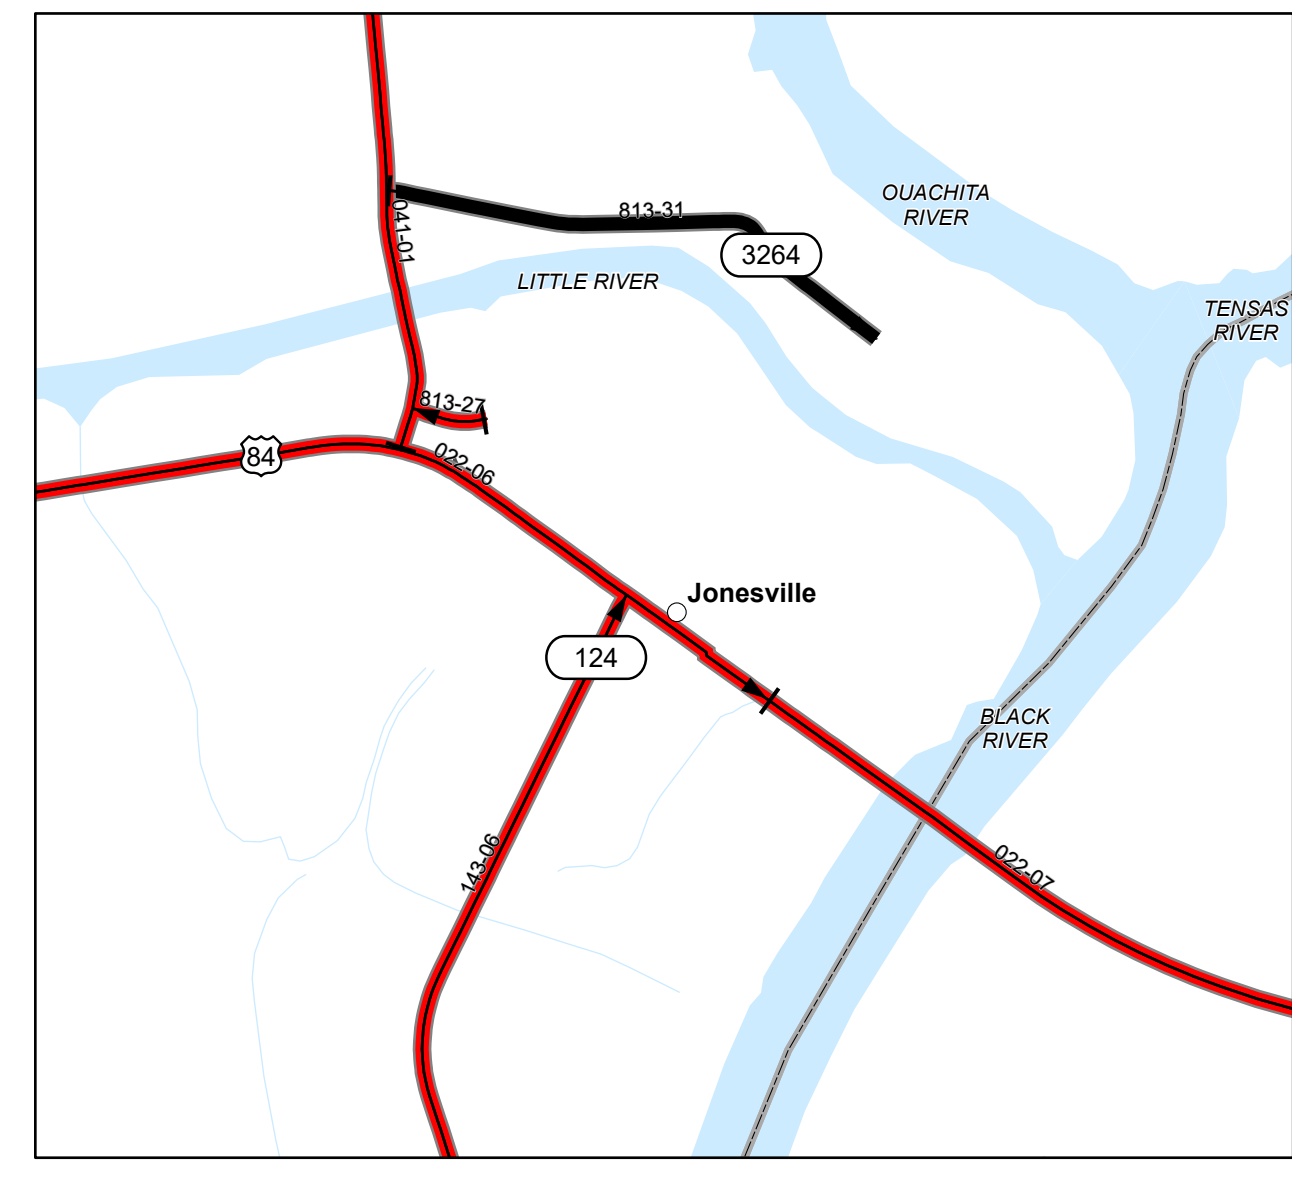 OUACHITA
RIVER
813-31
041-01
3264
LITTLE RIVER
TENSAS
RIVER
813-27
84
022-06
Jonesville
124
BLACK
RIVER
143-06
022-07